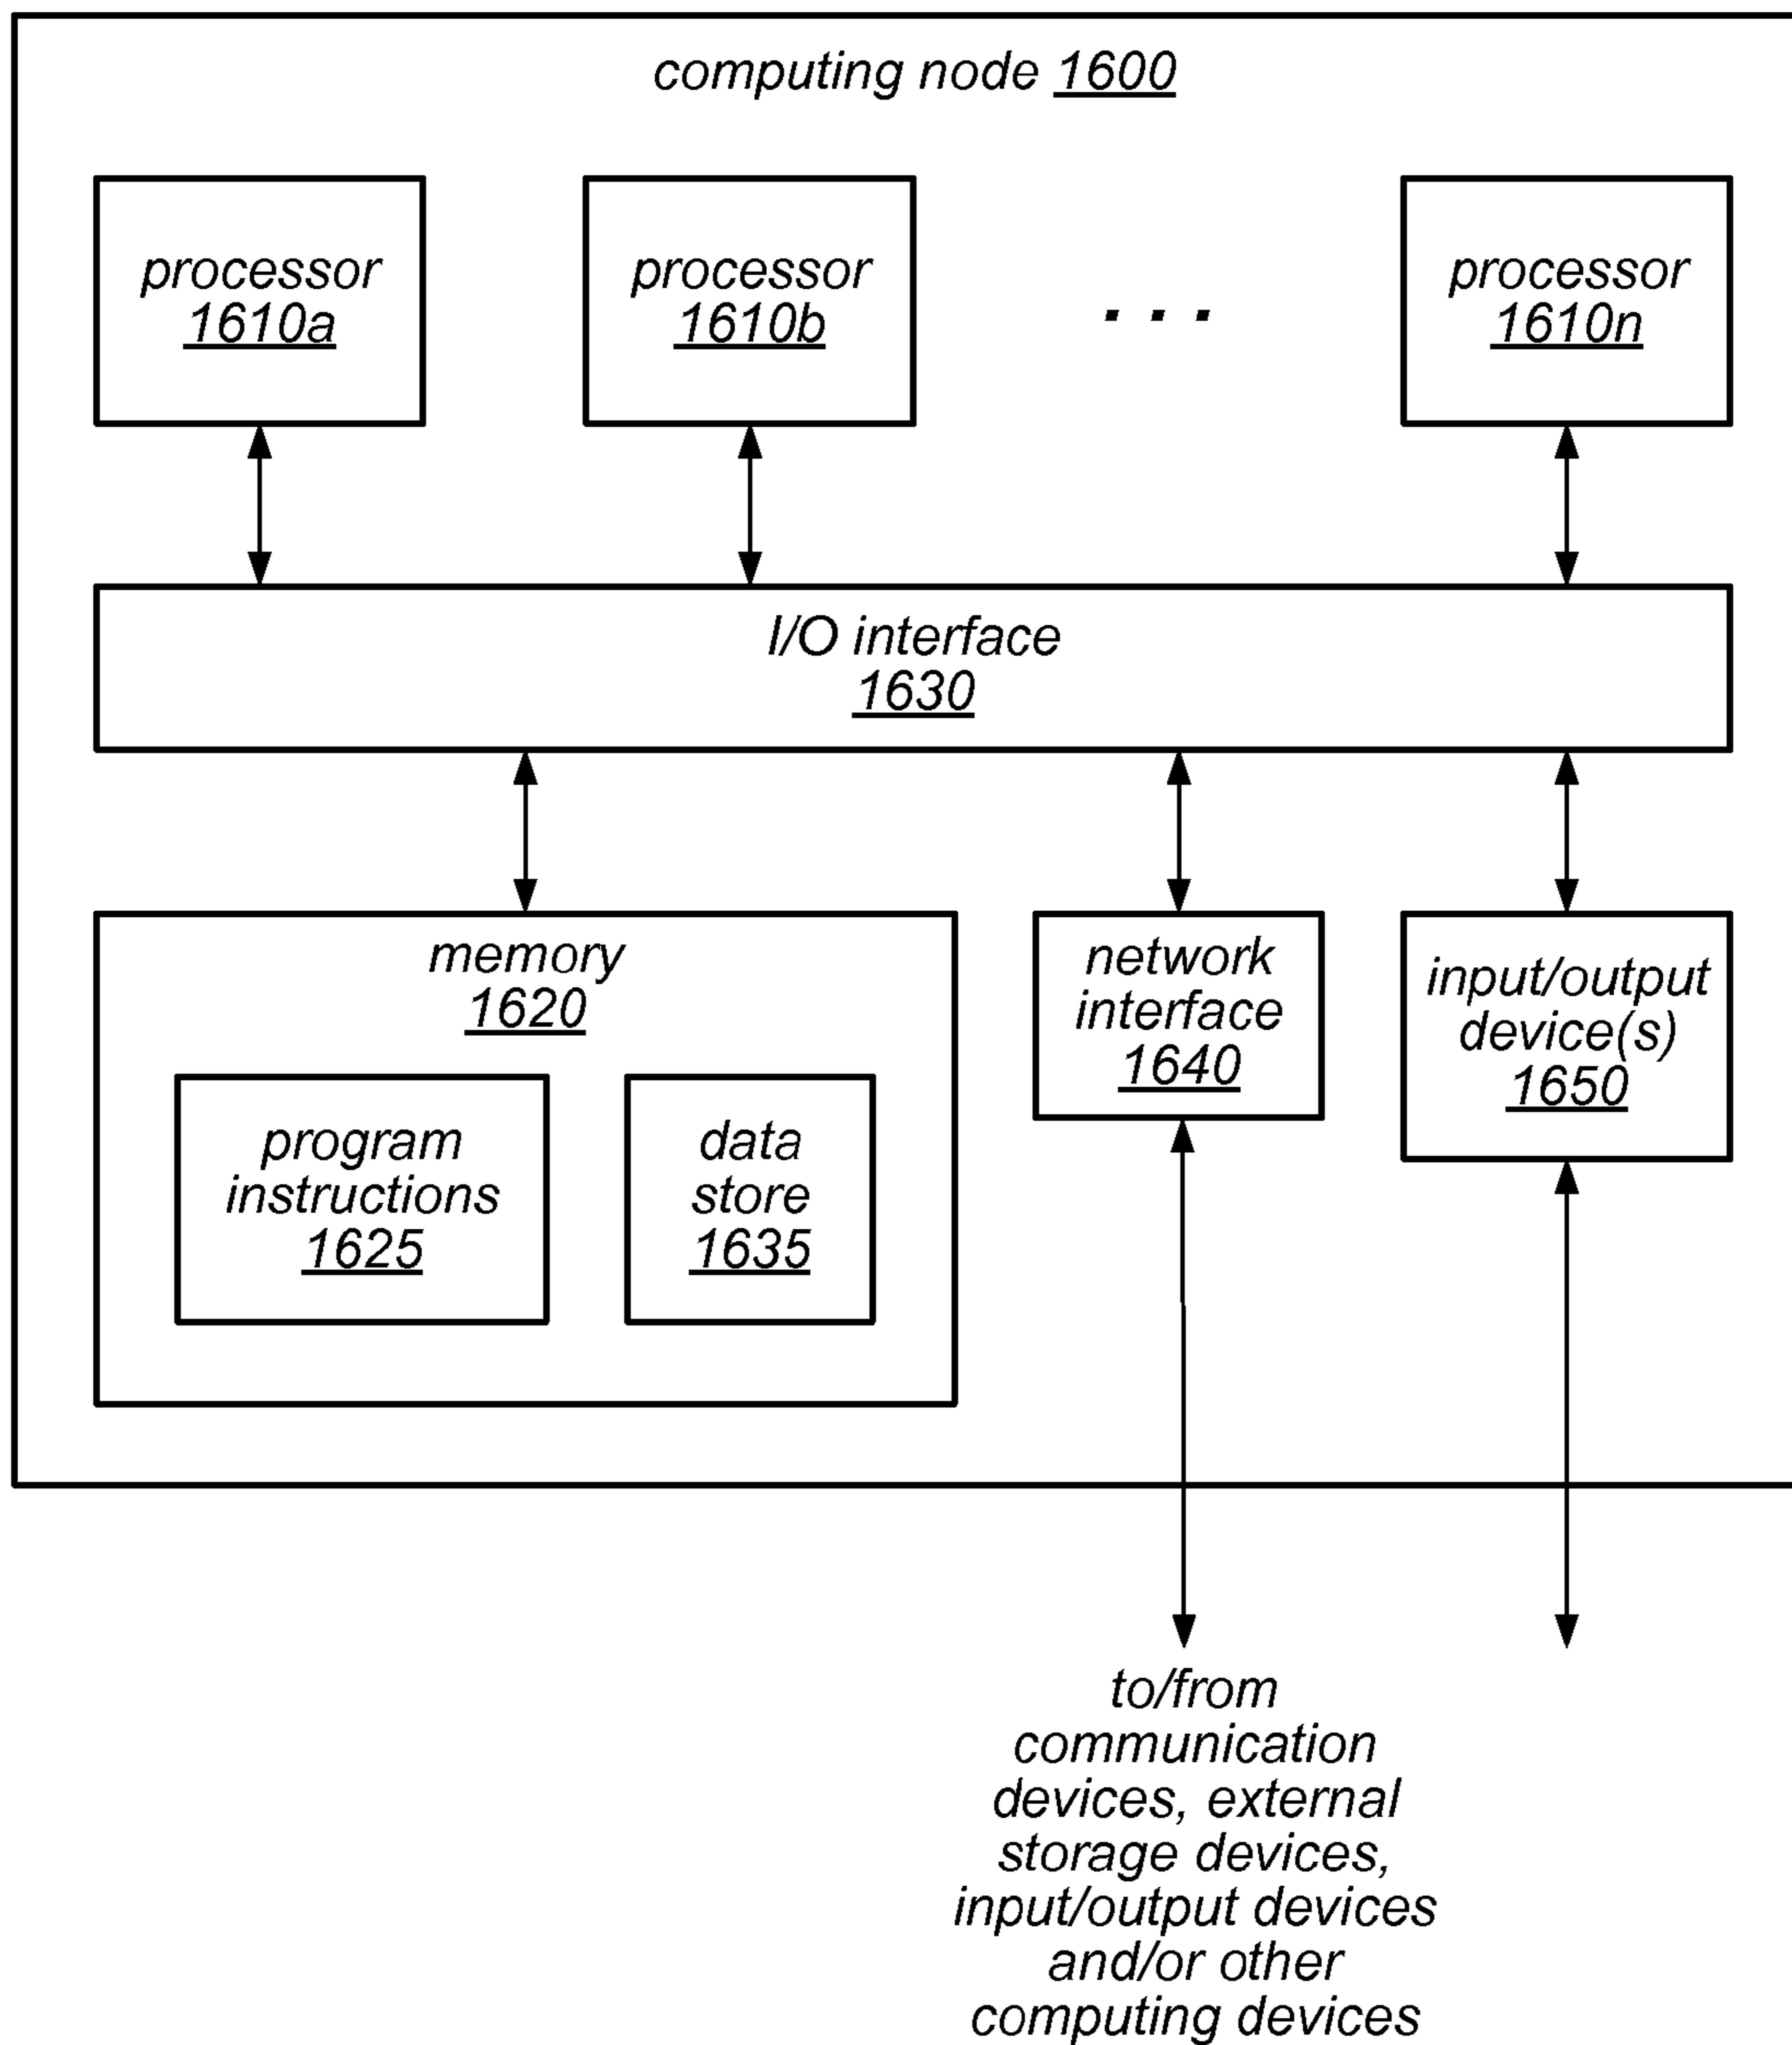 computing node 1600
processor
1610a
processor
1610b
. . .
processor
1610n
I/O interface
1630
memory
1620
program
instructions
1625
data
store
1635
network
interface
1640
input/output
device(s)
1650
to/from
communication
devices, external
storage devices,
input/output devices
and/or other
computing devices